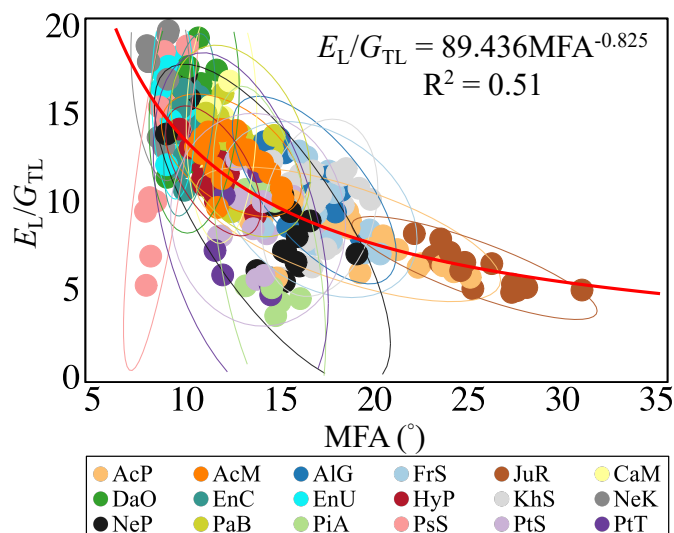 E_L/G_TL = 89.436MFA^-0.825
R² = 0.51
20
15
10
5
0
E_L/G_TL
5 10 15 20 25 30 35
MFA (°)
AcP AcM AlG FrS JuR CaM
DaO EnC EnU HyP KhS NeK
NeP PaB PiA PsS PtS PtT